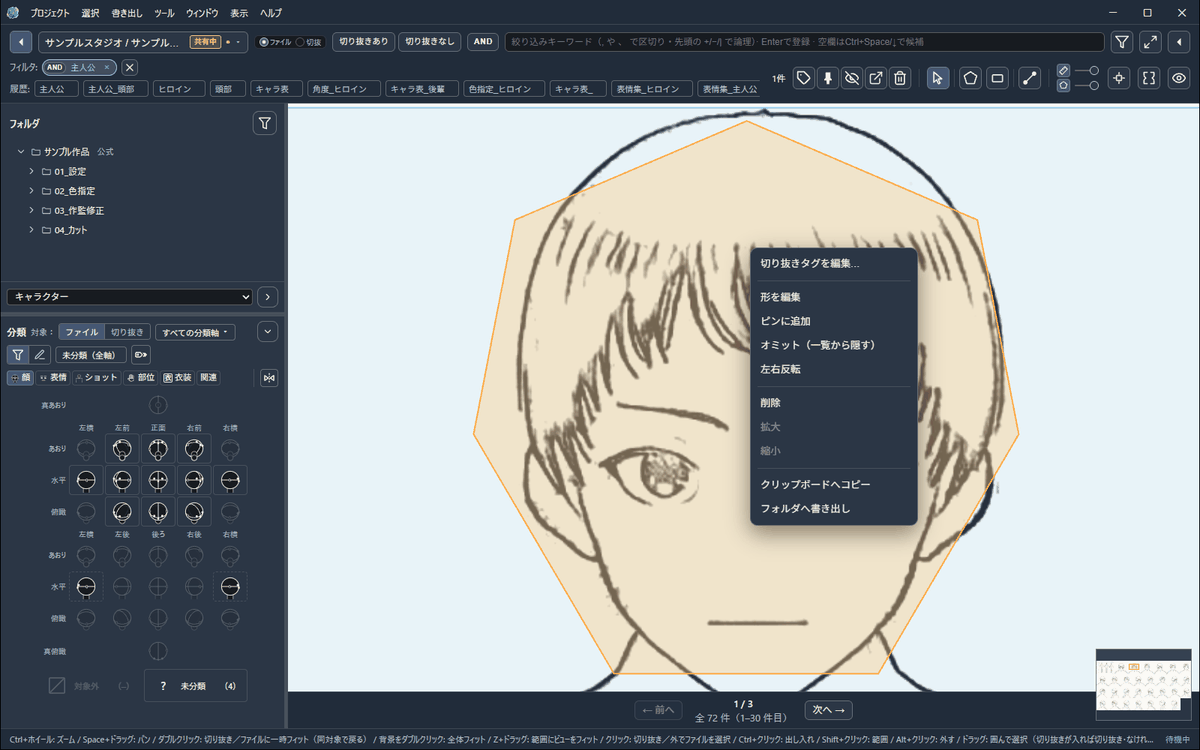 プロジェクト 選択 書き出し ツール ウィンドウ 表示 ヘルプ
サンプルスタジオ / サンプル... 共有中 ファイル 切抜 切り抜きあり 切り抜きなし AND 絞り込みキーワード（, や 、 で区切り・先頭の +/-/| で論理）· Enterで登録 · 空欄はCtrl+Space/↓で候補
フィルタ: AND 主人公 ×
履歴: 主人公 主人公_頭部 ヒロイン 頭部 キャラ表 角度_ヒロイン キャラ表_後輩 色指定_ヒロイン キャラ表_ 表情集_ヒロイン 表情集_主人公 1件
フォルダ
サンプル作品 公式
01_設定
02_色指定
03_作監修正
04_カット
キャラクター
分類 対象： ファイル 切り抜き すべての分類軸
未分類（全軸）
顔 表情 ショット 部位 衣装 関連
真あおり
左横 左前 正面 右前 右横
あおり
水平
俯瞰
左横 左後 後ろ 右後 右横
あおり
水平
俯瞰
真俯瞰
対象外 (–) ? 未分類 (4)
切り抜きタグを編集...
形を編集
ピンに追加
オミット（一覧から隠す）
左右反転
削除
拡大
縮小
クリップボードへコピー
フォルダへ書き出し
← 前へ 1 / 3 次へ →
全 72 件（1–30 件目）
Ctrl+ホイール: ズーム / Space+ドラッグ: パン / ダブルクリック: 切り抜き／ファイルに一時フィット（同対象で戻る） / 背景をダブルクリック: 全体フィット / Z+ドラッグ: 範囲にビューをフィット / クリック: 切り抜き／外でファイルを選択 / Ctrl+クリック: 出し入れ / Shift+クリック: 範囲 / Alt+クリック: 外す / ドラッグ: 囲んで選択（切り抜きが入れば切り抜き・なけれ... 待機中